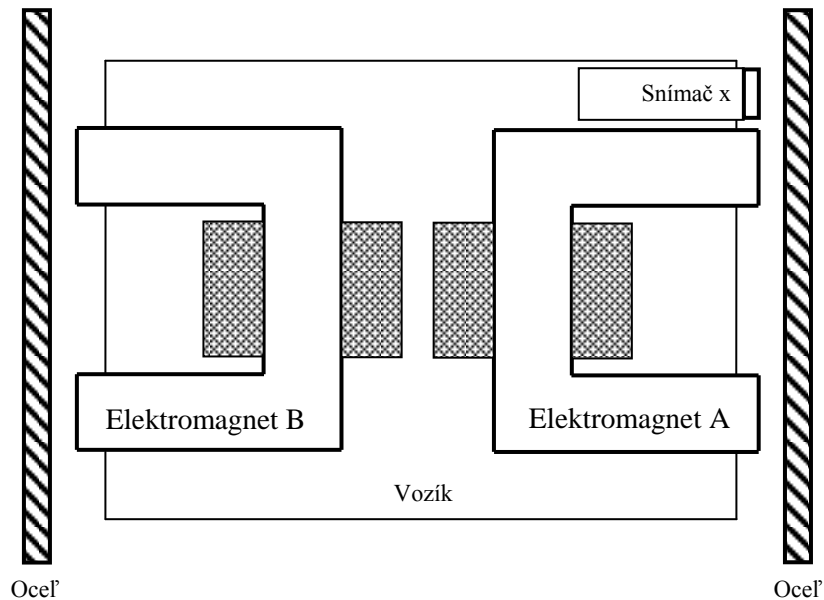 Snímač x
Elektromagnet B
Elektromagnet A
Vozík
Oceľ
Oceľ